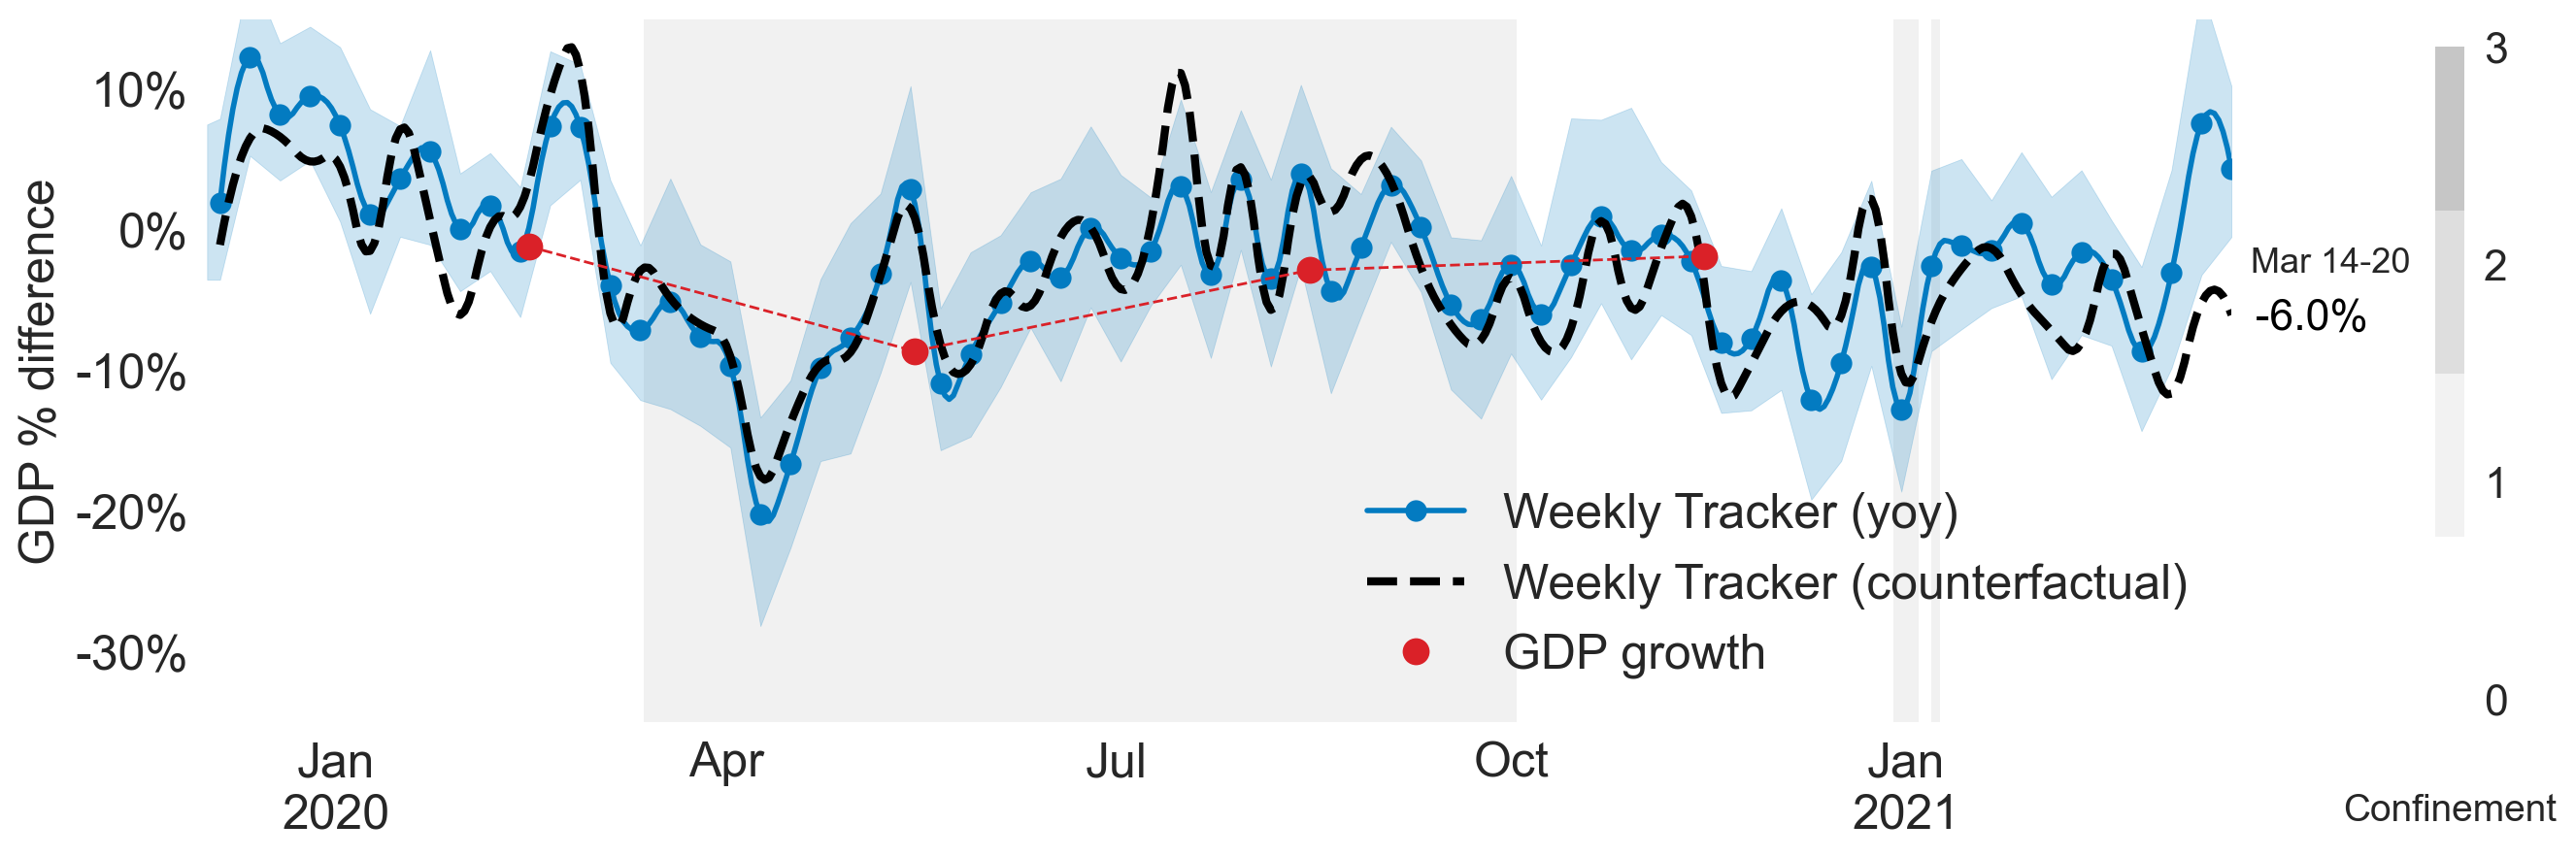 GDP % difference
10%
0%
-10%
-20%
-30%
Jan
2020
Apr
Jul
Oct
Jan
2021
Weekly Tracker (yoy)
Weekly Tracker (counterfactual)
GDP growth
Mar 14-20
-6.0%
3
2
1
0
Confinement